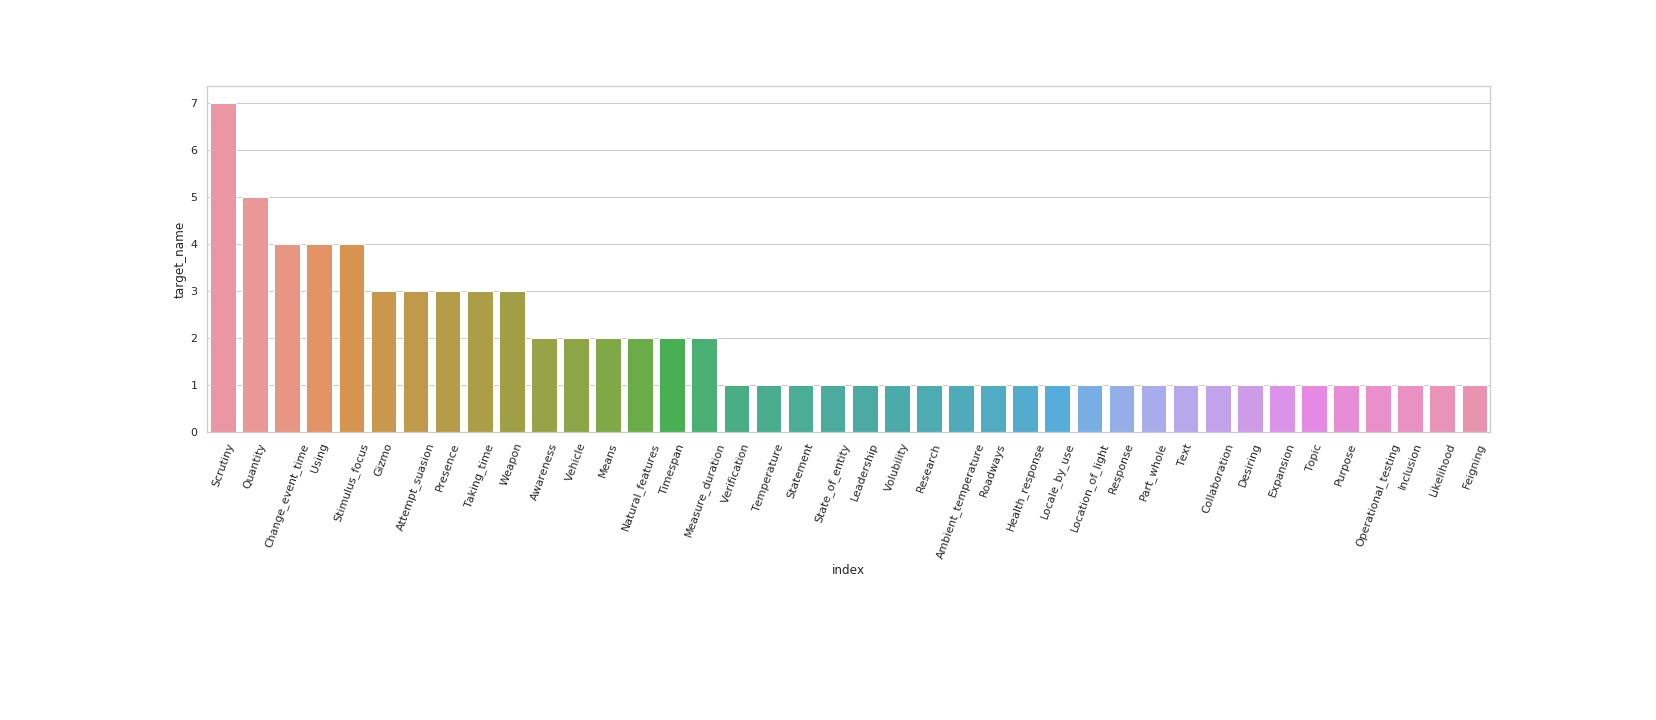 7
6
5
4
3
2
1
0
target_name
Scrutiny
Quantity
Change_event_time
Using
Stimulus_focus
Gizmo
Attempt_suasion
Presence
Taking_time
Weapon
Awareness
Vehicle
Means
Natural_features
Timespan
Measure_duration
Verification
Temperature
Statement
State_of_entity
Leadership
Volubility
Research
Ambient_temperature
Roadways
Health_response
Locale_by_use
Location_of_light
Response
Part_whole
Text
Collaboration
Desiring
Expansion
Topic
Purpose
Operational_testing
Inclusion
Likelihood
Feigning
index